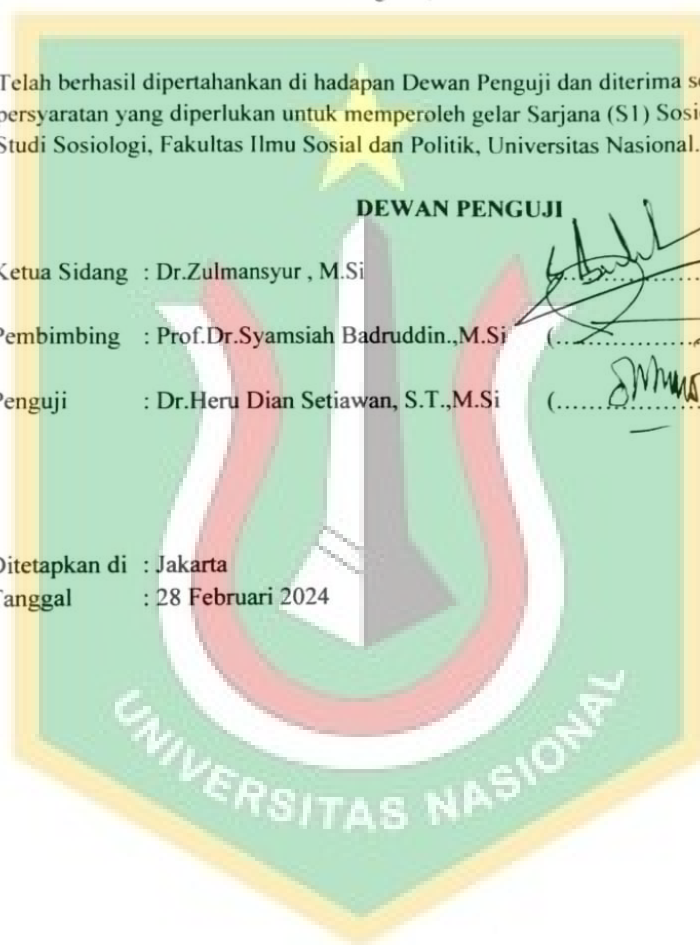 Telah berhasil dipertahankan di hadapan Dewan Penguji dan diterima
persyaratan yang diperlukan untuk memperoleh gelar Sarjana (S1)
Studi Sosiologi, Fakultas Ilmu Sosial dan Politik, Universitas Nasional.
DEWAN PENGUJI
Ketua Sidang : Dr.Zulmansyur , M.Si
Pembimbing : Prof.Dr.Syamsiah Badruddin.,M.Si (....................
Penguji : Dr.Heru Dian Setiawan, S.T.,M.Si (....................
Ditetapkan di : Jakarta
Tanggal : 28 Februari 2024
UNIVERSITAS NASIONAL